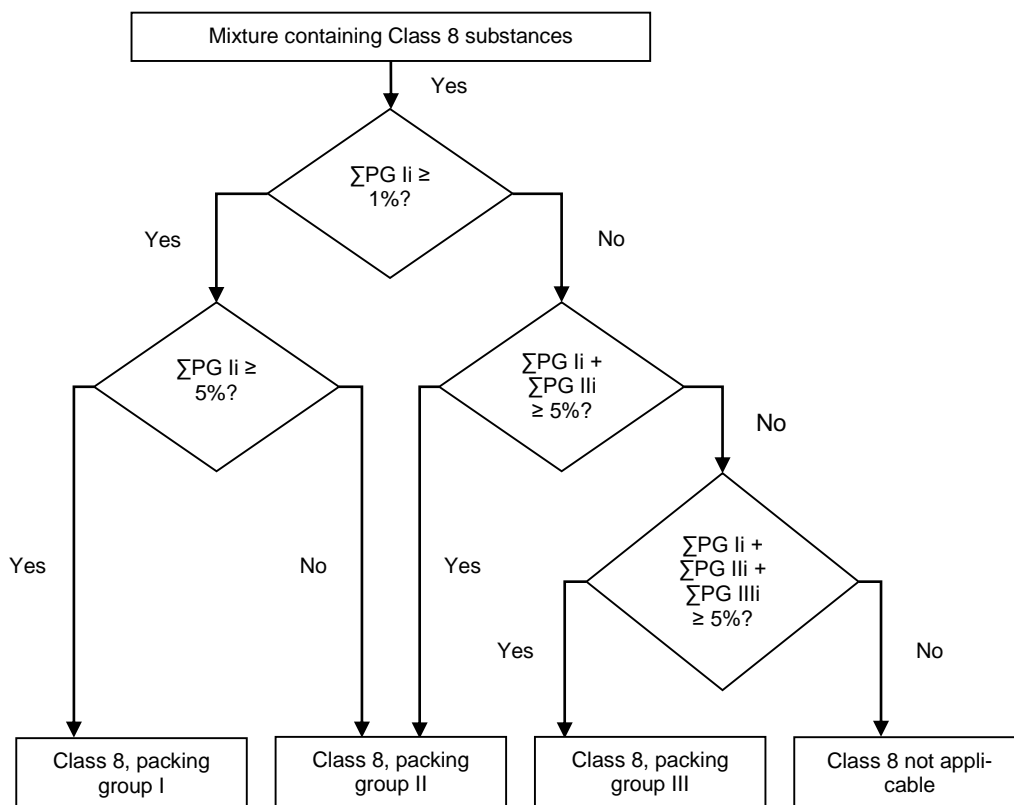 Mixture containing Class 8 substances
Yes
∑PG Ii ≥
1%?
Yes
No
∑PG Ii ≥
5%?
∑PG Ii +
∑PG IIi
≥ 5%?
No
Yes
No
Yes
∑PG Ii +
∑PG IIi +
∑PG IIIi
≥ 5%?
Yes
No
Class 8, packing
group I
Class 8, packing
group II
Class 8, packing
group III
Class 8 not appli-
cable